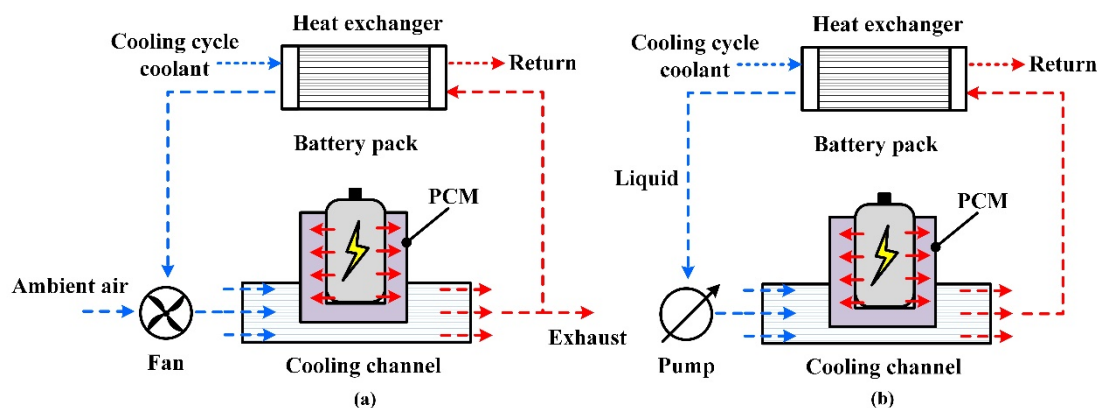 Heat exchanger
Cooling cycle
coolant
Return
Battery pack
PCM
Ambient air
Fan
Cooling channel
Exhaust
(a)
Heat exchanger
Cooling cycle
coolant
Return
Battery pack
Liquid
PCM
Pump
Cooling channel
(b)